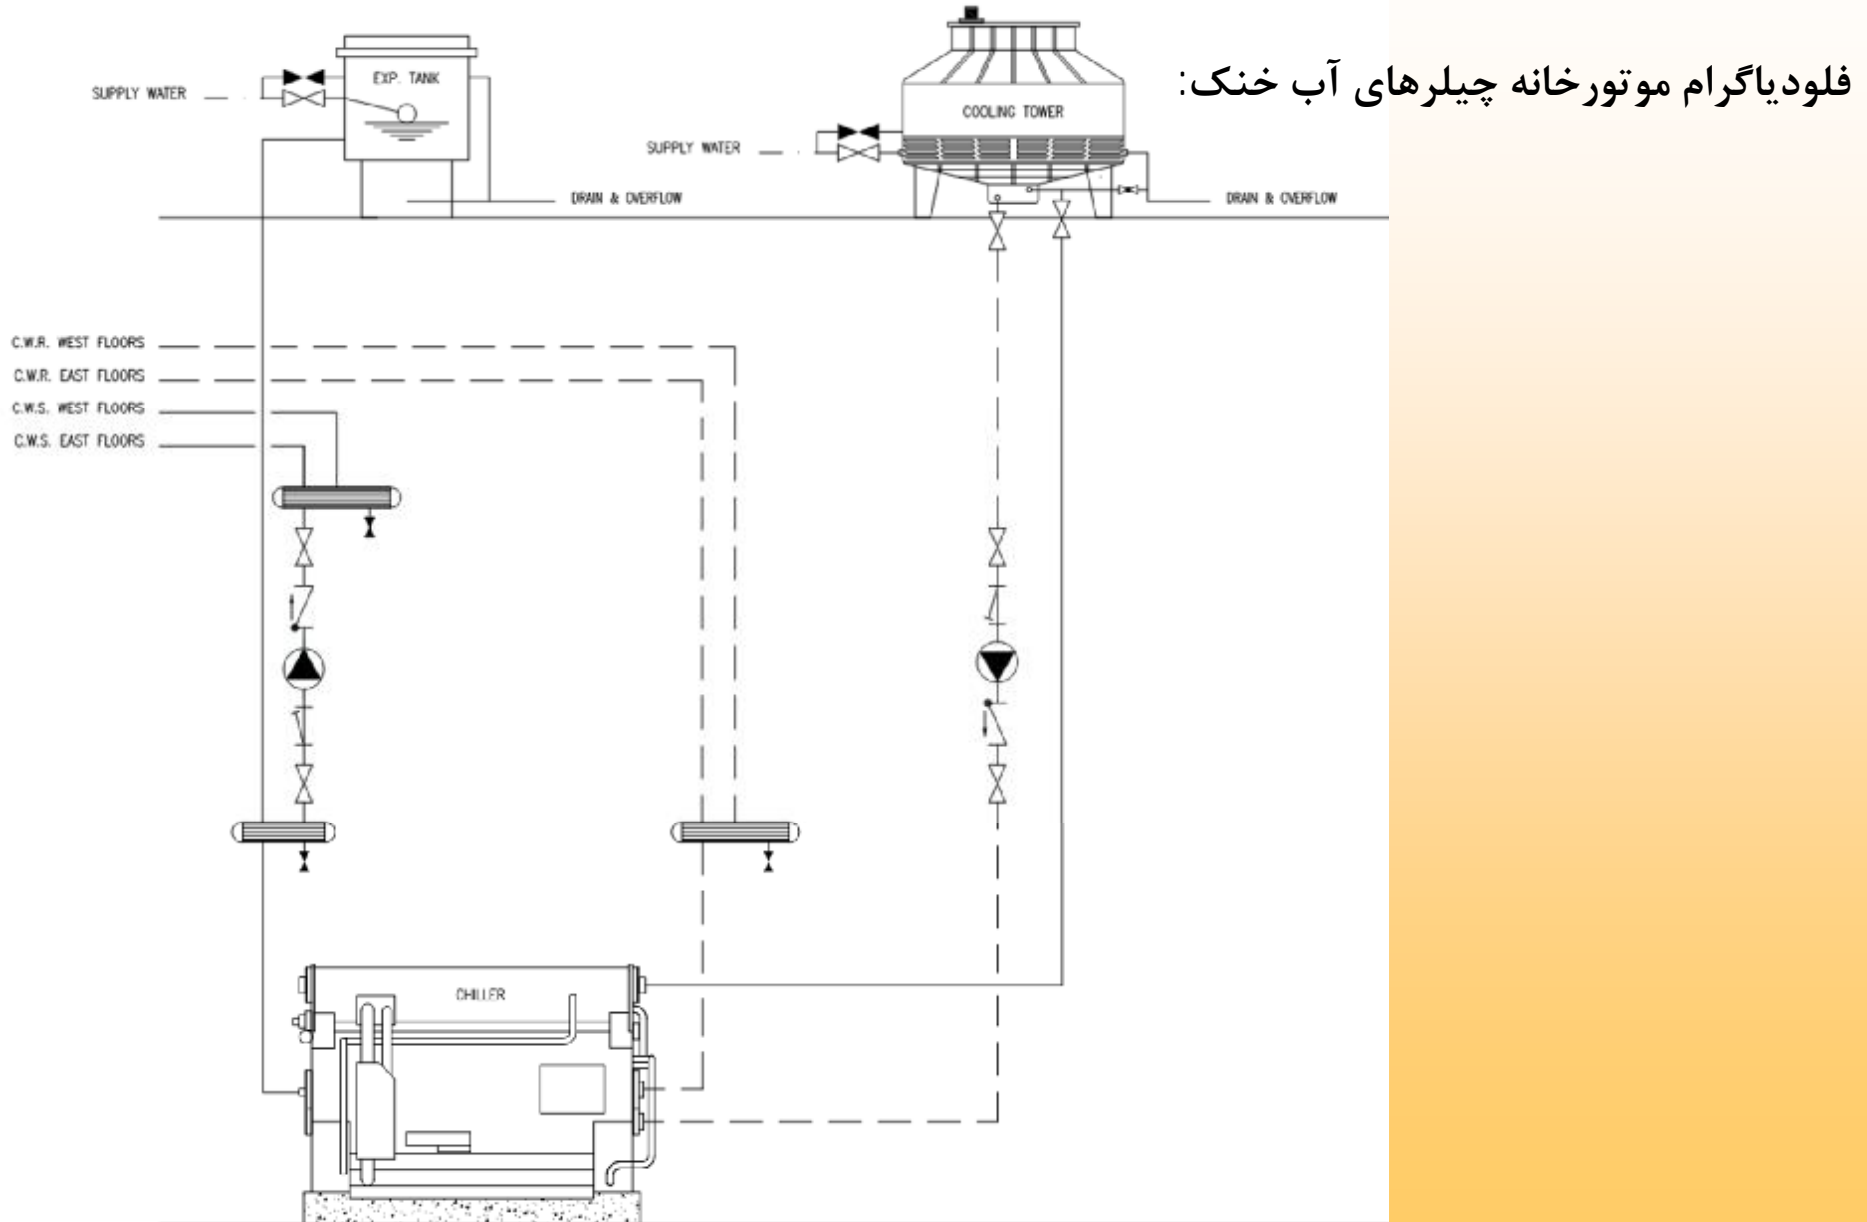 فلودیاگرام موتورخانه چیلرهای آب خنک:
EXP. TANK
SUPPLY WATER
COOLING TOWER
SUPPLY WATER
DRAIN & OVERFLOW
DRAIN & OVERFLOW
C.W.R. WEST FLOORS
C.W.R. EAST FLOORS
C.W.S. WEST FLOORS
C.W.S. EAST FLOORS
CHILLER